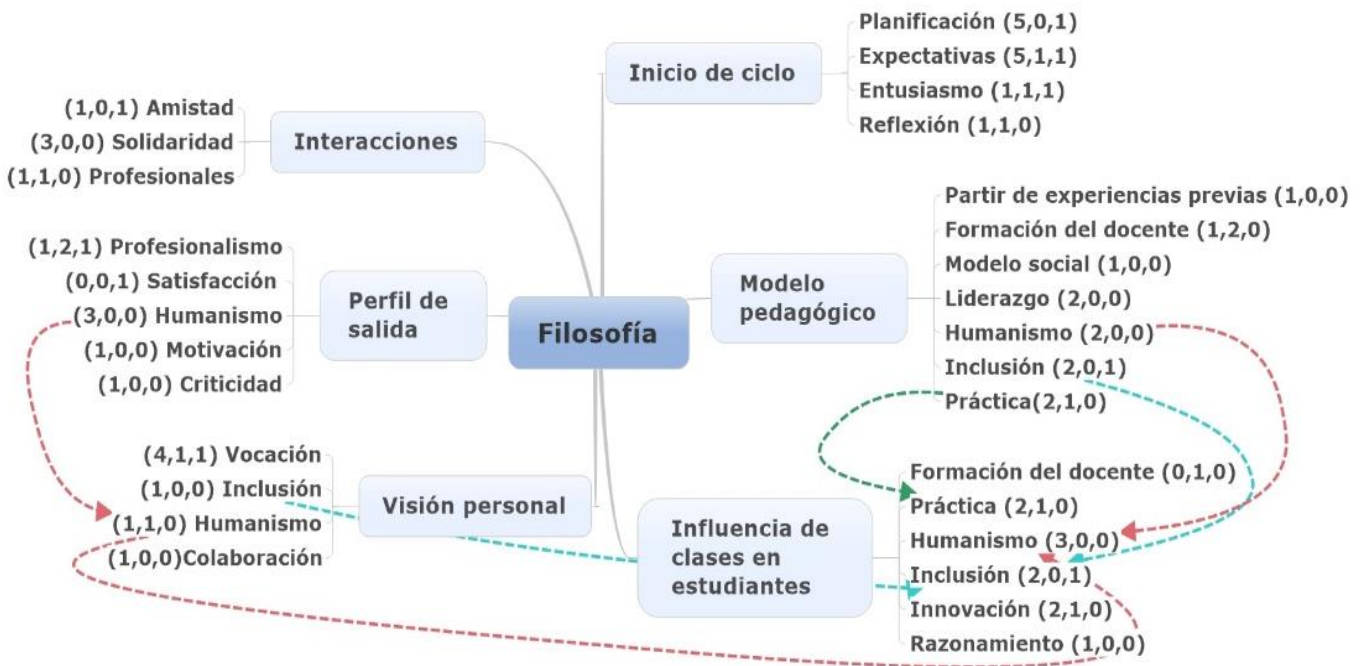 Filosofía
Inicio de ciclo
Planificación (5,0,1)
Expectativas (5,1,1)
Entusiasmo (1,1,1)
Reflexión (1,1,0)
Modelo
pedagógico
Partir de experiencias previas (1,0,0)
Formación del docente (1,2,0)
Modelo social (1,0,0)
Liderazgo (2,0,0)
Humanismo (2,0,0)
Inclusión (2,0,1)
Práctica(2,1,0)
Influencia de
clases en
estudiantes
Formación del docente (0,1,0)
Práctica (2,1,0)
Humanismo (3,0,0)
Inclusión (2,0,1)
Innovación (2,1,0)
Razonamiento (1,0,0)
Interacciones
(1,0,1) Amistad
(3,0,0) Solidaridad
(1,1,0) Profesionales
Perfil de
salida
(1,2,1) Profesionalismo
(0,0,1) Satisfacción
(3,0,0) Humanismo
(1,0,0) Motivación
(1,0,0) Criticidad
Visión personal
(4,1,1) Vocación
(1,0,0) Inclusión
(1,1,0) Humanismo
(1,0,0)Colaboración